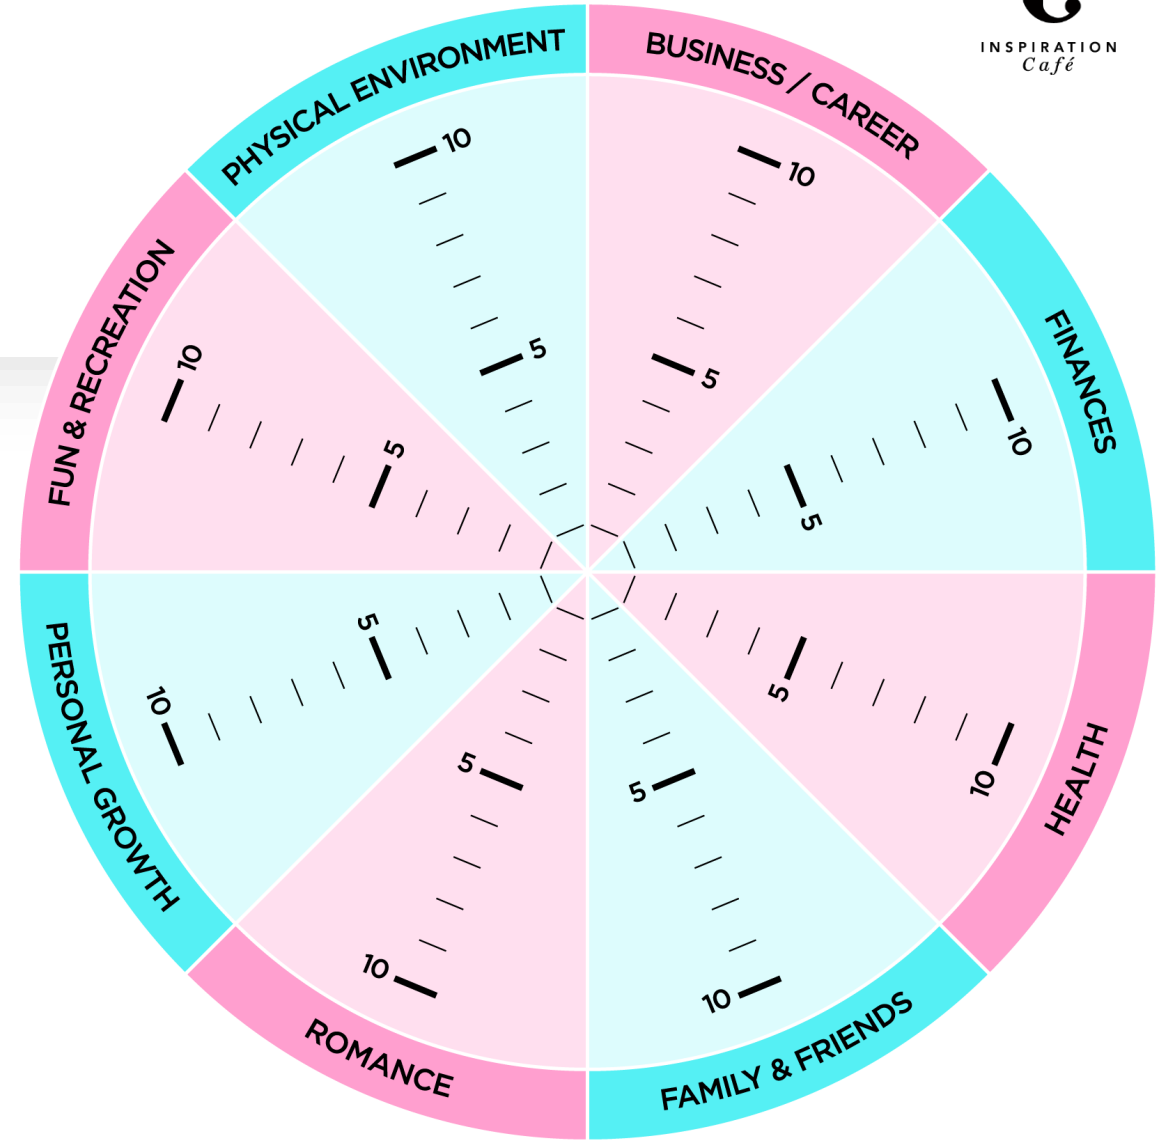 INSPIRATION
Café
BUSINESS / CAREER
10
5
FINANCES
10
5
HEALTH
5
10
FAMILY & FRIENDS
5
10
ROMANCE
5
10
PERSONAL GROWTH
5
10
FUN & RECREATION
10
5
PHYSICAL ENVIRONMENT
10
5